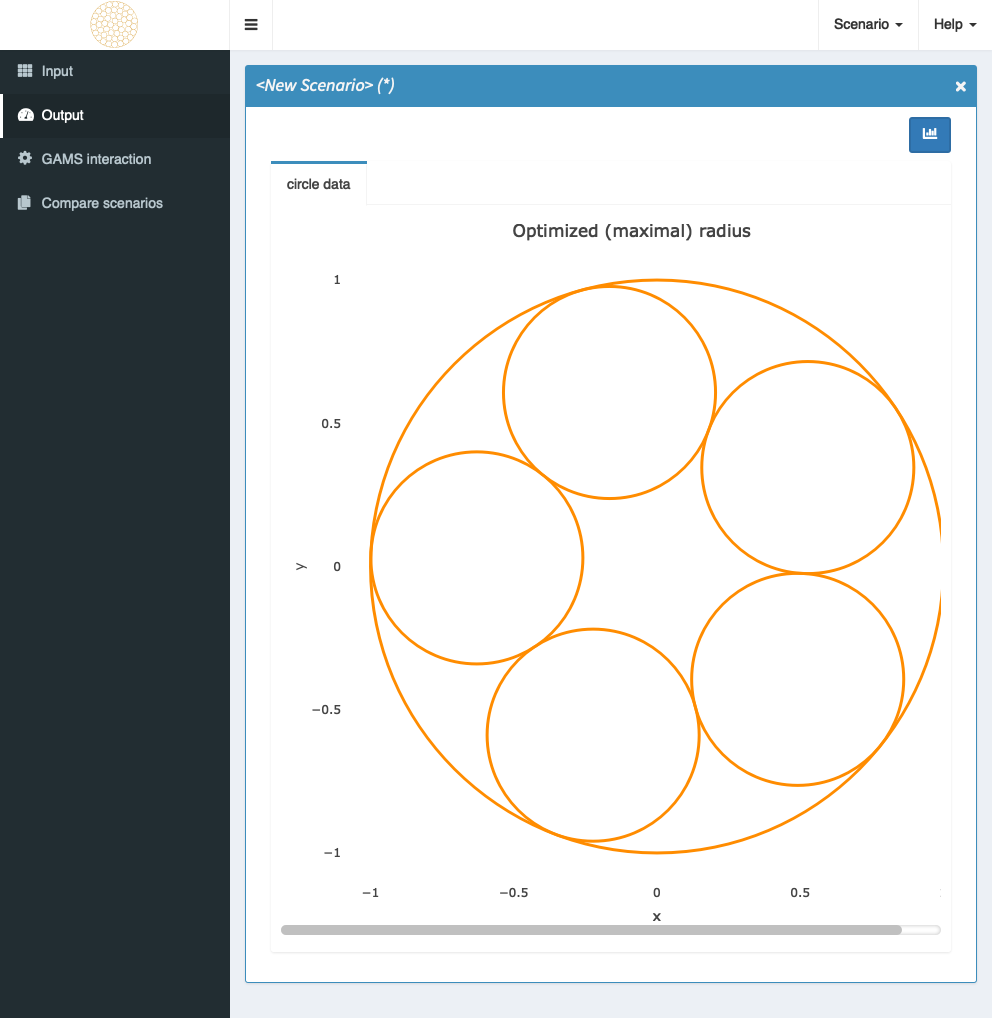 Scenario
Help
Input
Output
GAMS interaction
Compare scenarios
<New Scenario> (*)
circle data
Optimized (maximal) radius
1
0.5
0
−0.5
−1
y
−1
−0.5
0
0.5
x